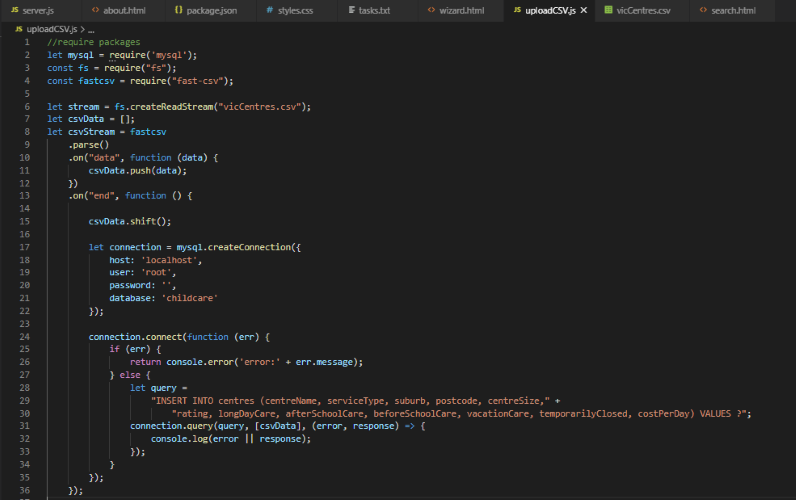 JS server.js <> about.html {} package.json # styles.css tasks.txt <> wizard.html JS uploadCSV.js × vicCentres.csv <> search.html
JS uploadCSV.js > ...
1 //require packages
2 let mysql = require('mysql');
3 const fs = require("fs");
4 const fastcsv = require("fast-csv");
5
6 let stream = fs.createReadStream("vicCentres.csv");
7 let csvData = [];
8 let csvStream = fastcsv
9 .parse()
10 .on("data", function (data) {
11 csvData.push(data);
12 })
13 .on("end", function () {
14
15 csvData.shift();
16
17 let connection = mysql.createConnection({
18 host: 'localhost',
19 user: 'root',
20 password: '',
21 database: 'childcare'
22 });
23
24 connection.connect(function (err) {
25 if (err) {
26 return console.error('error:' + err.message);
27 } else {
28 let query =
29 "INSERT INTO centres (centreName, serviceType, suburb, postcode, centreSize," +
30 "rating, longDayCare, afterSchoolCare, beforeSchoolCare, vacationCare, temporarilyClosed, costPerDay) VALUES ?";
31 connection.query(query, [csvData], (error, response) => {
32 console.log(error || response);
33 });
34 }
35 });
36 });